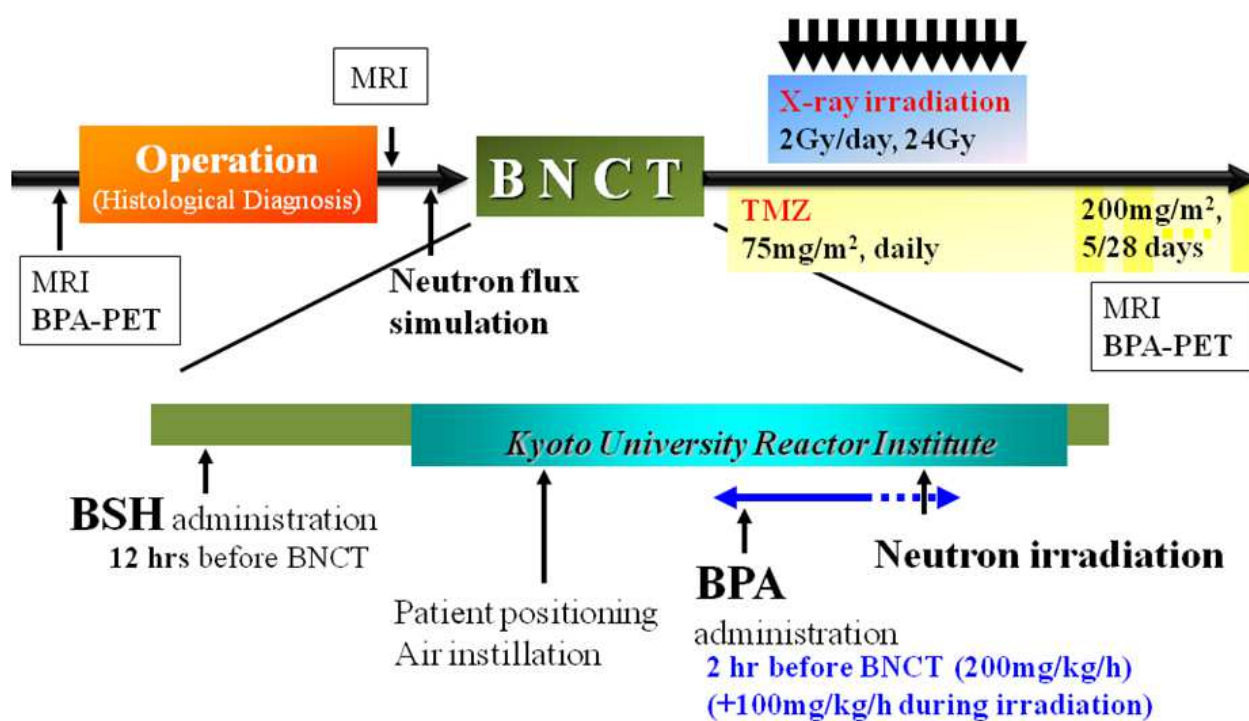 MRI
X-ray irradiation
2Gy/day, 24Gy
Operation
(Histological Diagnosis)
BNCT
TMZ
75mg/m², daily
200mg/m²,
5/28 days
MRI
BPA-PET
Neutron flux
simulation
MRI
BPA-PET
Kyoto University Reactor Institute
BSH administration
12 hrs before BNCT
Patient positioning
Air instillation
BPA
administration
2 hr before BNCT (200mg/kg/h)
(+100mg/kg/h during irradiation)
Neutron irradiation